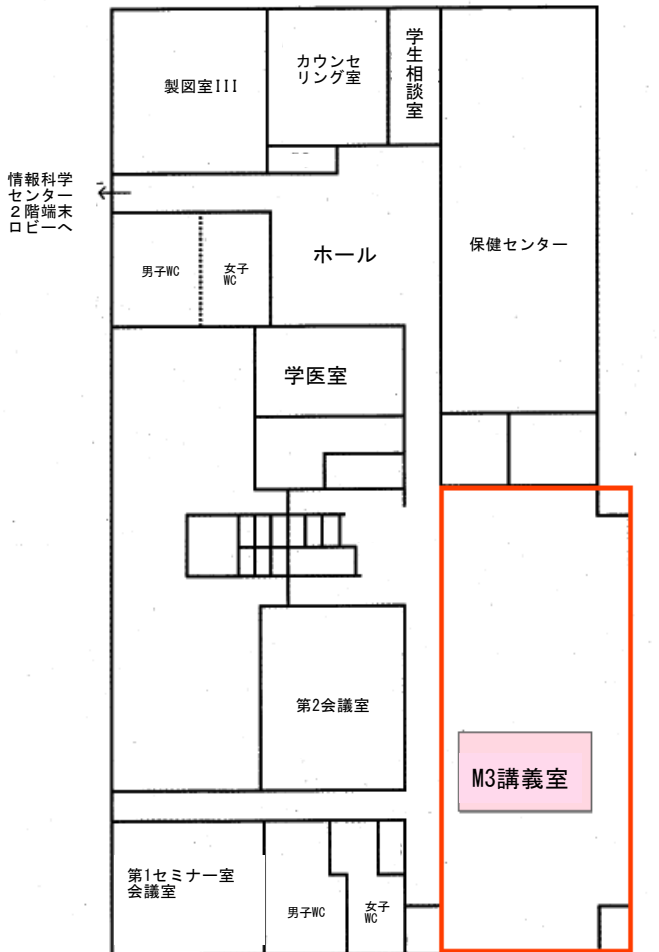 製図室III
カウンセ
リング室
学生相談室
情報科学
センター
２階端末
ロビーへ
男子WC
女子
WC
ホール
保健センター
学医室
第2会議室
M3講義室
第1セミナー室
会議室
男子WC
女子
WC